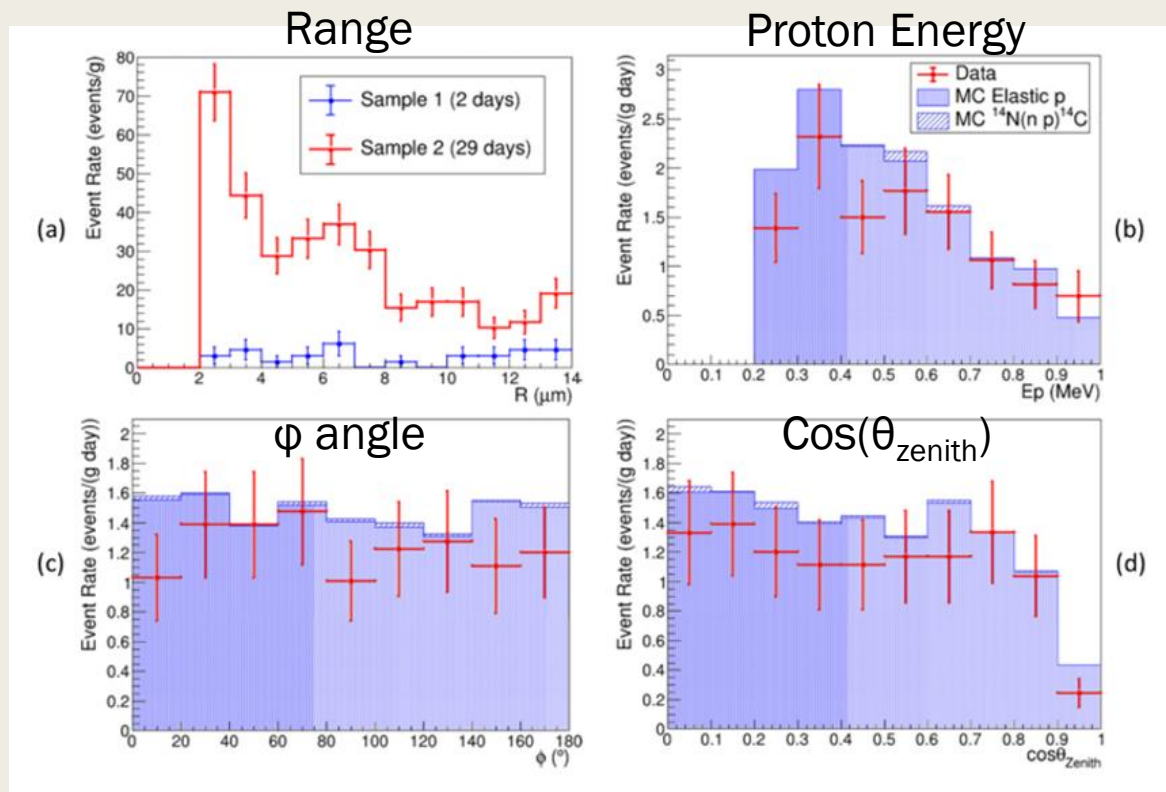 Range
Event Rate (events/g)
80
70
60
50
40
30
20
10
0
0 2 4 6 8 10 12 14
R (μm)
Sample 1 (2 days)
Sample 2 (29 days)
(a)
Proton Energy
Event Rate (events/(g day))
3
2.5
2
1.5
1
0.5
0
0 0.1 0.2 0.3 0.4 0.5 0.6 0.7 0.8 0.9 1
Ep (MeV)
Data
MC Elastic p
MC ¹⁴N(n p)¹⁴C
(b)
φ angle
Event Rate (events/(g day))
2
1.8
1.6
1.4
1.2
1
0.8
0.6
0.4
0.2
0
0 20 40 60 80 100 120 140 160 180
ϕ (°)
(c)
Cos(θzenith)
Event Rate (events/(g day))
2
1.8
1.6
1.4
1.2
1
0.8
0.6
0.4
0.2
0
0 0.1 0.2 0.3 0.4 0.5 0.6 0.7 0.8 0.9 1
cosθZenith
(d)